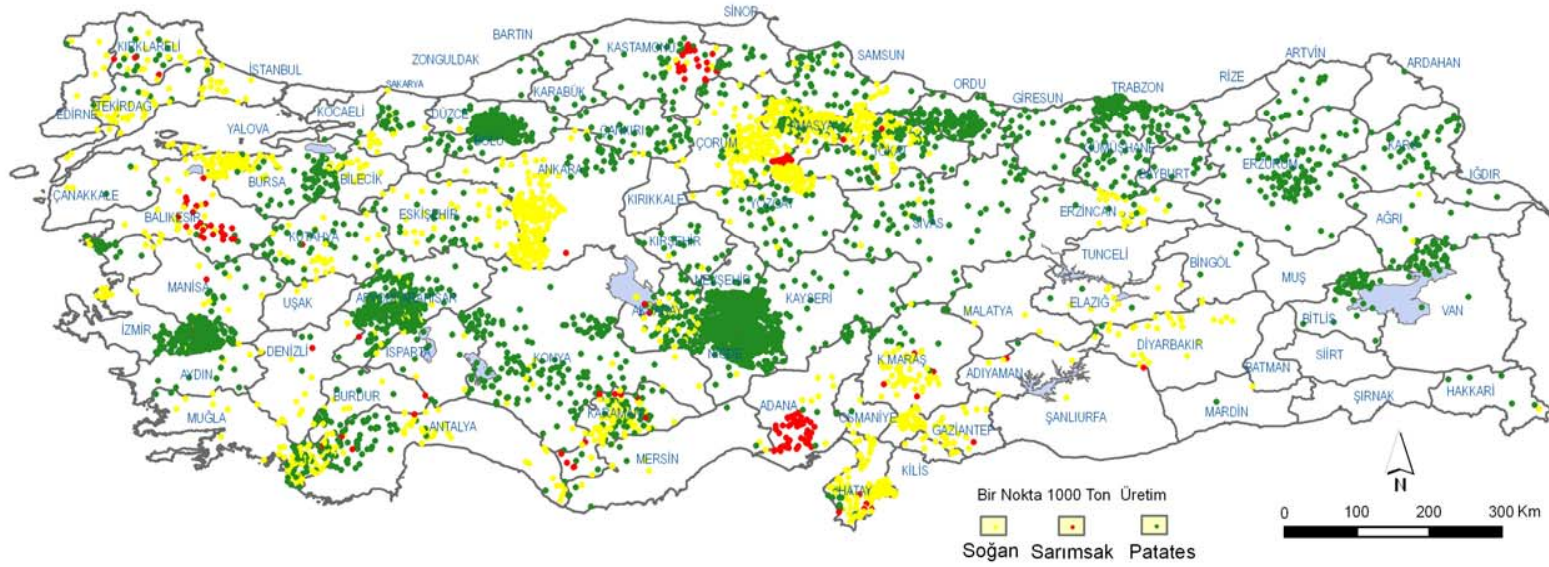 SİNOP
BARTIN
KASTAMONU
ZONGULDAK
KIRKLARELİ
SAMSUN
ARTVİN
ARDAHAN
İSTANBUL
RİZE
SAKARYA
ORDU
TRABZON
GİRESUN
KARABÜK
TEKİRDAĞ
EDİRNE
KOCAELİ
DÜZCE
BOLU
ÇANKIRI
AMASYA
YALOVA
ÇORUM
TOKAT
GÜMÜŞHANE
KARS
ERZURUM
ANKARA
BAYBURT
IĞDIR
BURSA
BİLECİK
ÇANAKKALE
KIRIKKALE
YOZGAT
ERZİNCAN
BALIKESİR
ESKİŞEHİR
SİVAS
AĞRI
KÜTAHYA
KIRŞEHİR
TUNCELİ
BİNGÖL
MUŞ
NEVŞEHİR
MANİSA
UŞAK
KAYSERİ
ELAZIĞ
MALATYA
VAN
BİTLİS
İZMİR
DENİZLİ
ISPARTA
KONYA
NİĞDE
DİYARBAKIR
SİİRT
K.MARAŞ
ADIYAMAN
BATMAN
AYDIN
BURDUR
HAKKARİ
ŞIRNAK
ADANA
MUĞLA
ANTALYA
KARAMAN
OSMANİYE
GAZİANTEP
ŞANLIURFA
MARDİN
MERSİN
KİLİS
HATAY
N
Bir Nokta 1000 Ton Üretim
Soğan Sarımsak Patates
0 100 200 300 Km